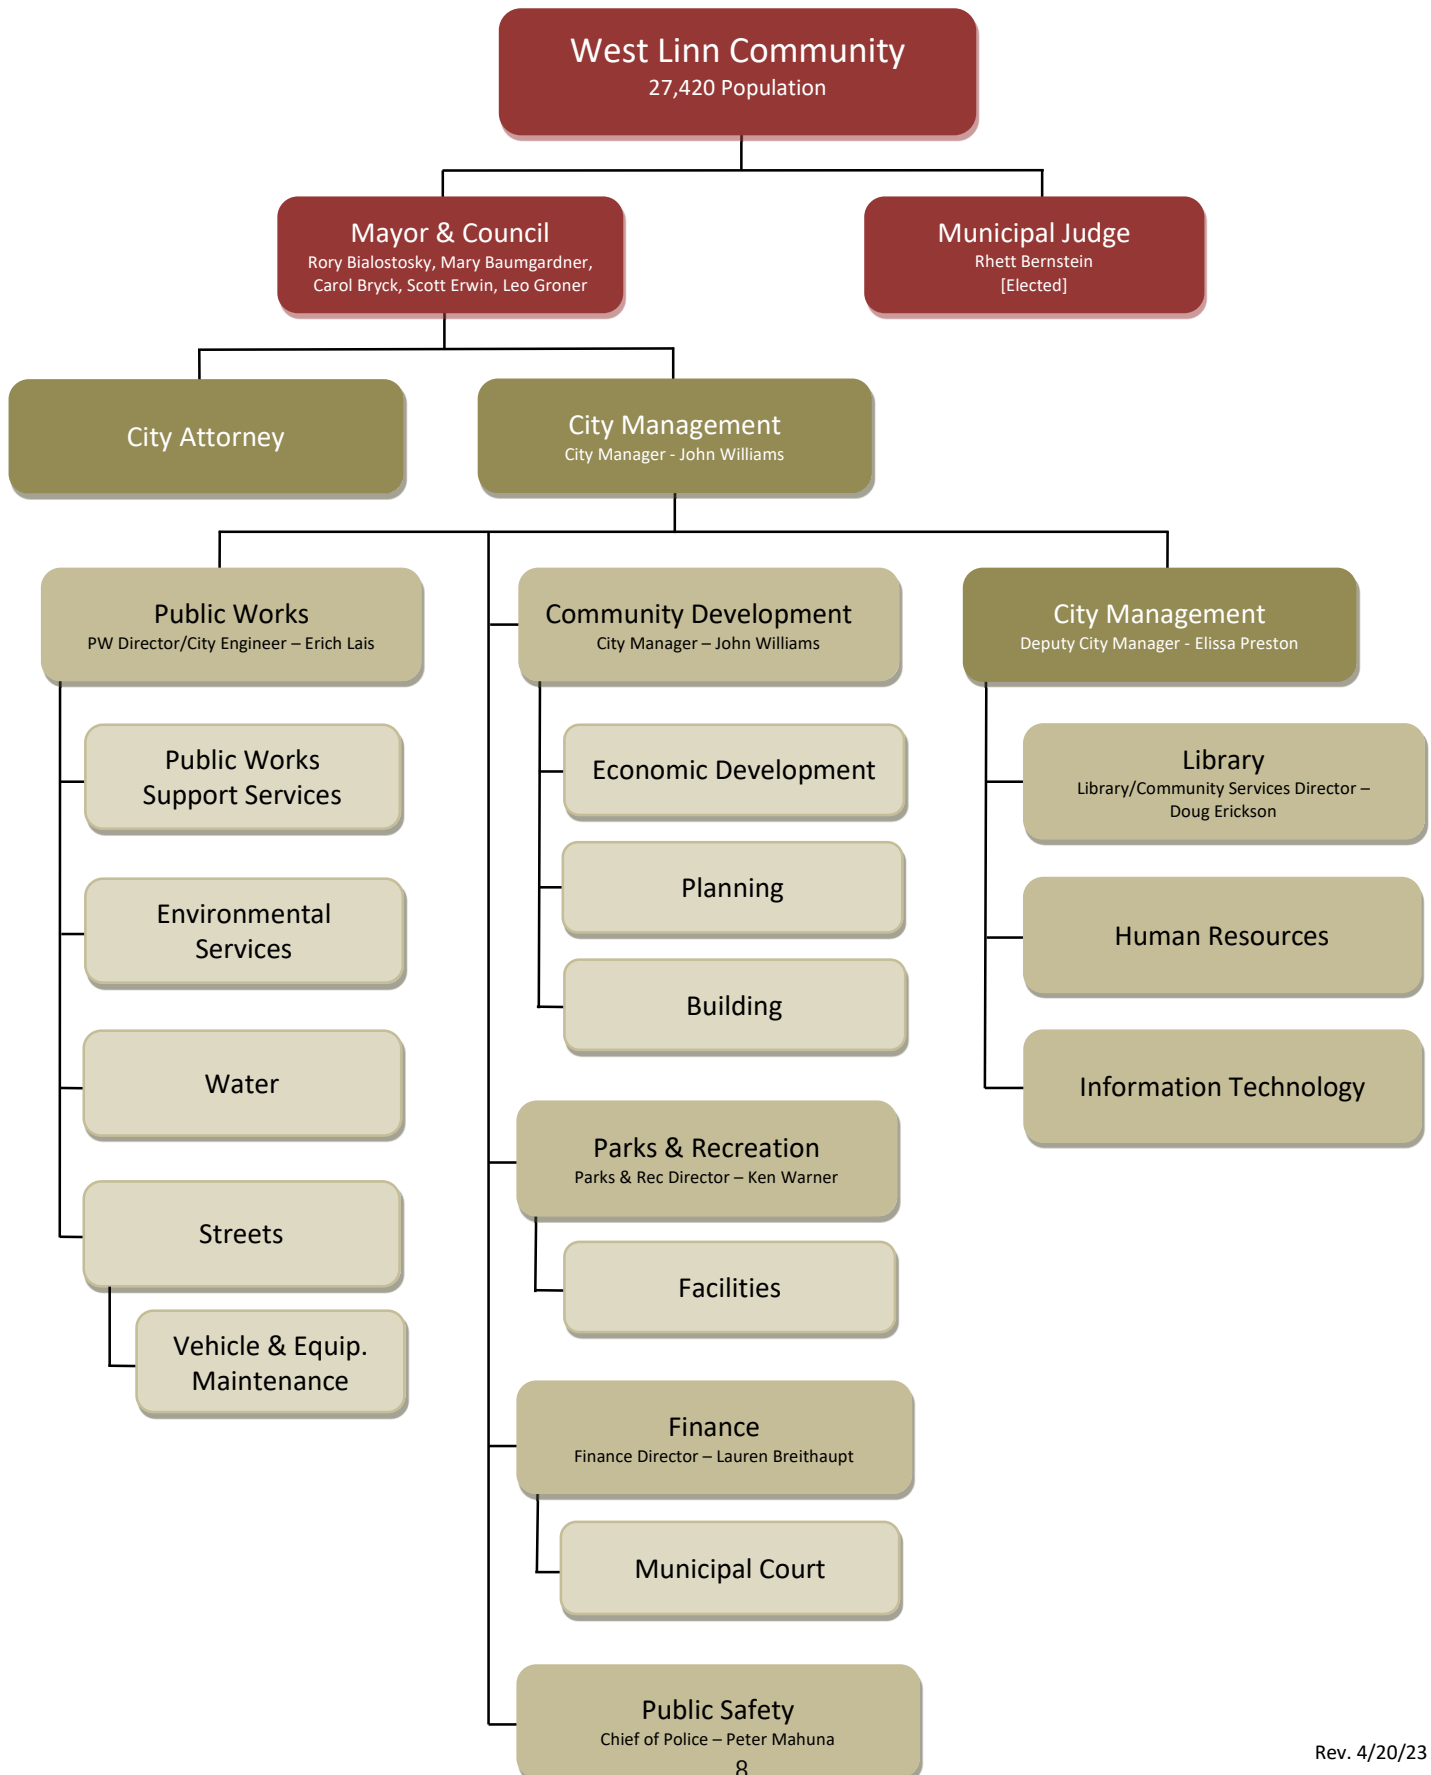 West Linn Community
27,420 Population
Mayor & Council
Rory Bialostosky, Mary Baumgardner,
Carol Bryck, Scott Erwin, Leo Groner
Municipal Judge
Rhett Bernstein
[Elected]
City Attorney
City Management
City Manager - John Williams
Public Works
PW Director/City Engineer – Erich Lais
Public Works
Support Services
Environmental
Services
Water
Streets
Vehicle & Equip.
Maintenance
Community Development
City Manager – John Williams
Economic Development
Planning
Building
Parks & Recreation
Parks & Rec Director – Ken Warner
Facilities
Finance
Finance Director – Lauren Breithaupt
Municipal Court
Public Safety
Chief of Police – Peter Mahuna
City Management
Deputy City Manager - Elissa Preston
Library
Library/Community Services Director –
Doug Erickson
Human Resources
Information Technology
8
Rev. 4/20/23